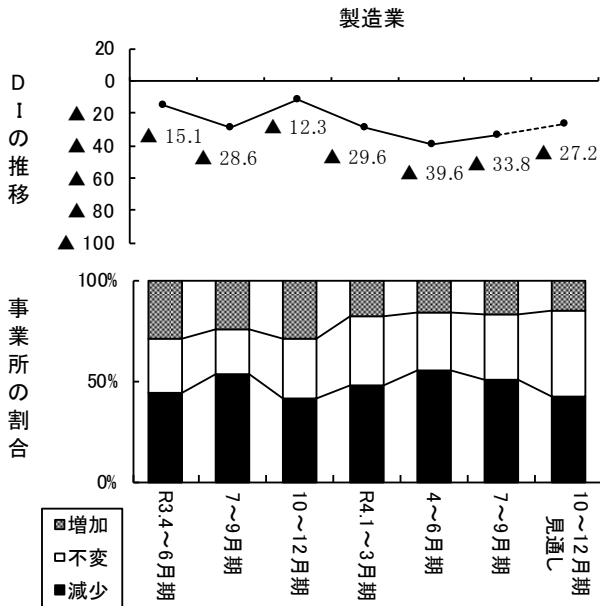 製造業
DIの推移
20
0
▲ 20
▲ 40
▲ 60
▲ 80
▲ 100
▲ 15.1
▲ 28.6
▲ 12.3
▲ 29.6
▲ 39.6
▲ 33.8
▲ 27.2
事業所の割合
100%
50%
0%
R3.4～6月期
7～9月期
10～12月期
R4.1～3月期
4～6月期
7～9月期
10～12月期
見通し
増加
不変
減少